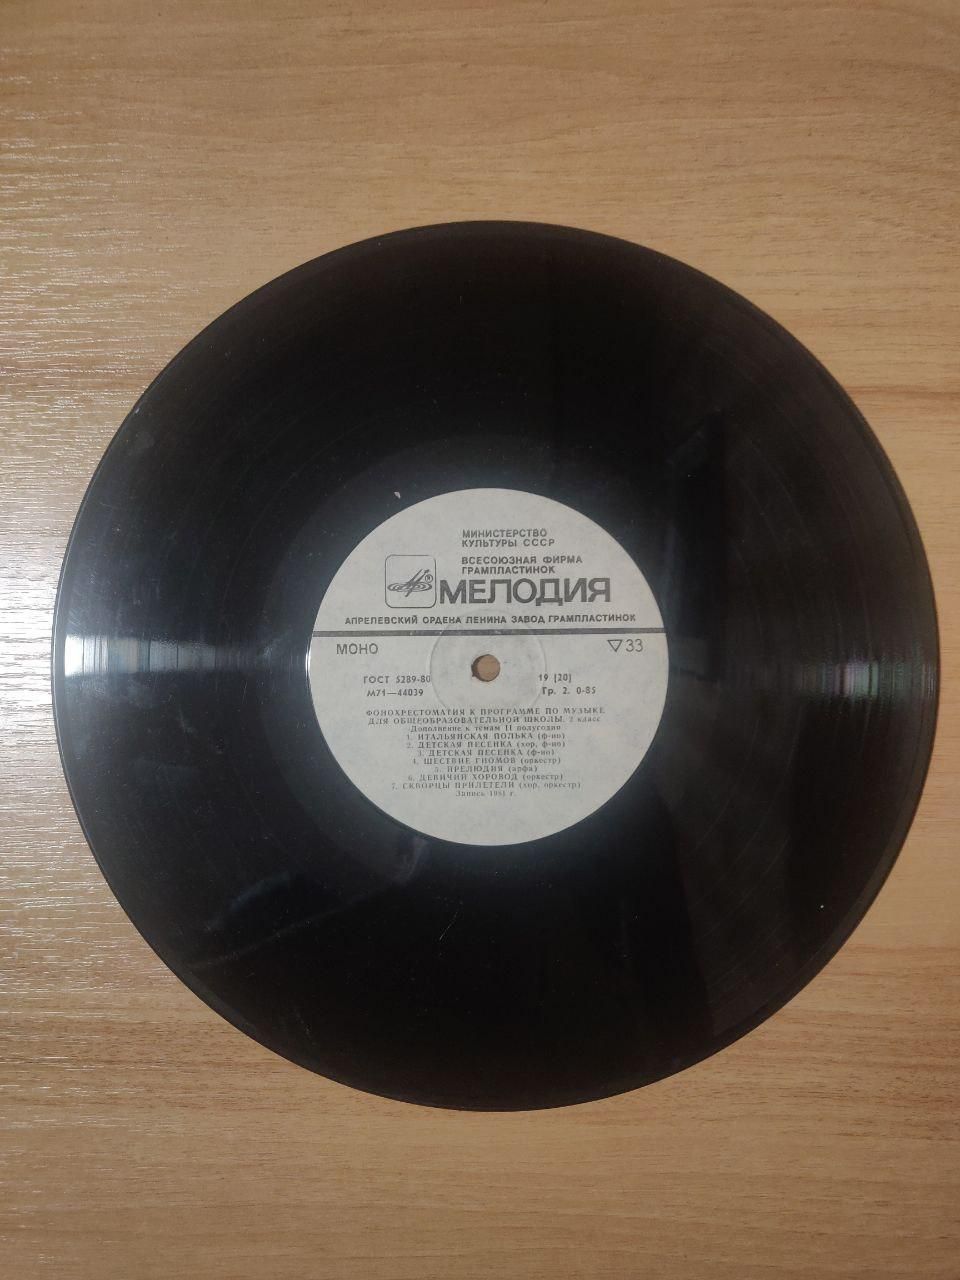 МИНИСТЕРСТВО
КУЛЬТУРЫ СССР
ВСЕСОЮЗНАЯ ФИРМА
ГРАМПЛАСТИНОК
® МЕЛОДИЯ
АПРЕЛЕВСКИЙ ОРДЕНА ЛЕНИНА ЗАВОД ГРАМПЛАСТИНОК
МОНО ▽33
ГОСТ 5289-80 19 [20]
М71—44039 Гр. 2. 0-85
ФОНОХРЕСТОМАТИЯ К ПРОГРАММЕ ПО МУЗЫКЕ
ДЛЯ ОБЩЕОБРАЗОВАТЕЛЬНОЙ ШКОЛЫ. 2 класс
Дополнение к темам II полугодия
1. ИТАЛЬЯНСКАЯ ПОЛЬКА (ф-но)
2. ДЕТСКАЯ ПЕСЕНКА (хор, ф-но)
3. ДЕТСКАЯ ПЕСЕНКА (ф-но)
4. ШЕСТВИЕ ГНОМОВ (оркестр)
5. ПРЕЛЮДИЯ (арфа)
6. ДЕВИЧИЙ ХОРОВОД (оркестр)
7. СКВОРЦЫ ПРИЛЕТЕЛИ (хор, оркестр)
Запись 1981 г.